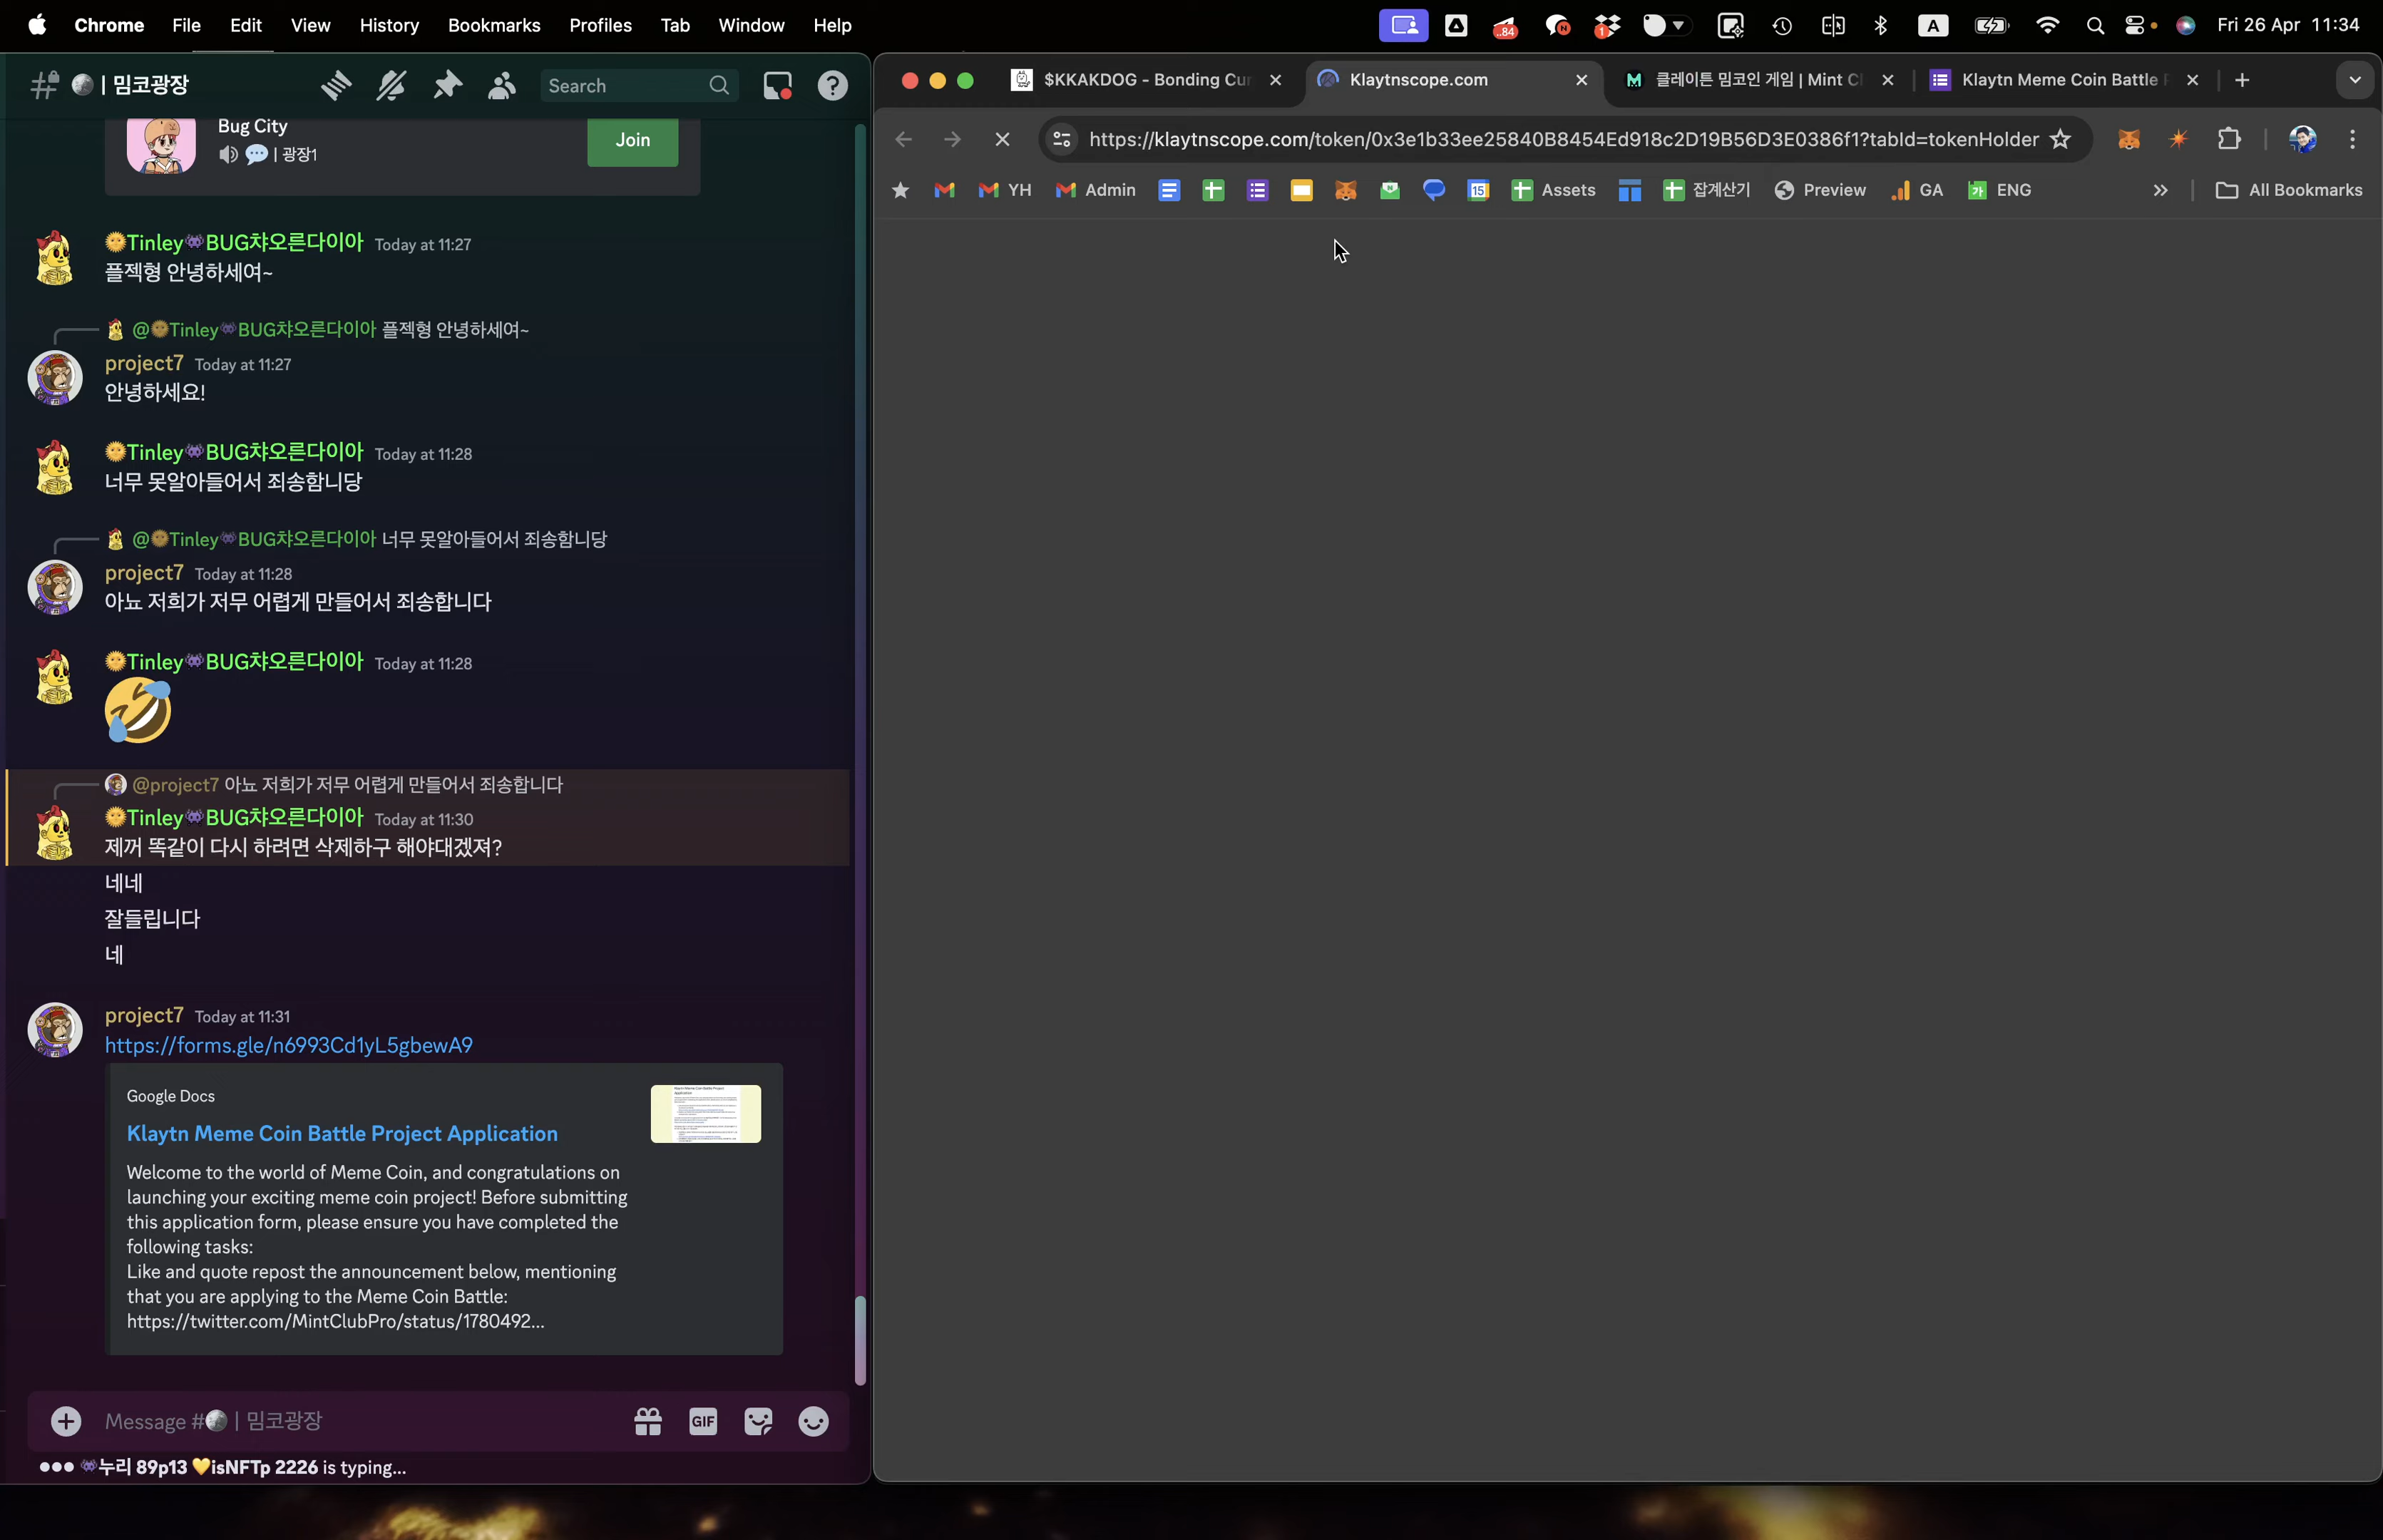 Chrome File Edit View History Bookmarks Profiles Tab Window Help
..84
N
1
A
Fri 26 Apr 11:34
| 밈코광장
Search
Bug City
| 광장1
Join
Tinley BUG챠오른다이아 Today at 11:27
플젝형 안녕하세여~
@Tinley BUG챠오른다이아 플젝형 안녕하세여~
project7 Today at 11:27
안녕하세요!
Tinley BUG챠오른다이아 Today at 11:28
너무 못알아들어서 죄송함니당
@Tinley BUG챠오른다이아 너무 못알아들어서 죄송함니당
project7 Today at 11:28
아뇨 저희가 저무 어렵게 만들어서 죄송합니다
Tinley BUG챠오른다이아 Today at 11:28
@project7 아뇨 저희가 저무 어렵게 만들어서 죄송합니다
Tinley BUG챠오른다이아 Today at 11:30
제꺼 똑같이 다시 하려면 삭제하구 해야대겠져?
네네
잘들립니다
네
project7 Today at 11:31
https://forms.gle/n6993Cd1yL5gbewA9
Google Docs
Klaytn Meme Coin Battle Project Application
Welcome to the world of Meme Coin, and congratulations on
launching your exciting meme coin project! Before submitting
this application form, please ensure you have completed the
following tasks:
Like and quote repost the announcement below, mentioning
that you are applying to the Meme Coin Battle:
https://twitter.com/MintClubPro/status/1780492...
Message # | 밈코광장
GIF
누리 89p13 isNFTp 2226 is typing...
$KKAKDOG - Bonding Cur
Klaytnscope.com
클레이튼 밈코인 게임 | Mint Cl
Klaytn Meme Coin Battle P
https://klaytnscope.com/token/0x3e1b33ee25840B8454Ed918c2D19B56D3E0386f1?tabId=tokenHolder
YH Admin 15 Assets 잡계산기 Preview GA ENG All Bookmarks